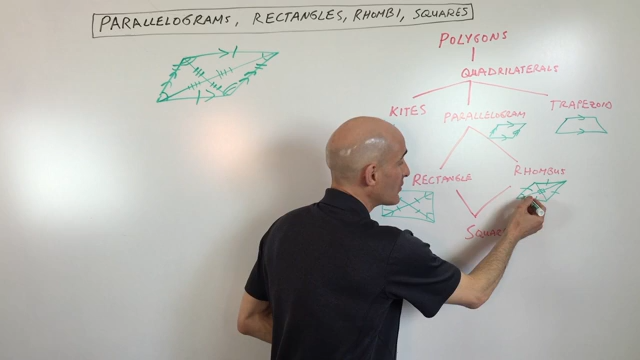 PARALLELOGRAMS, RECTANGLES, RHOMBI, SQUARES
POLYGONS
QUADRILATERALS
KITES PARALLELOGRAM TRAPEZOID
RECTANGLE RHOMBUS